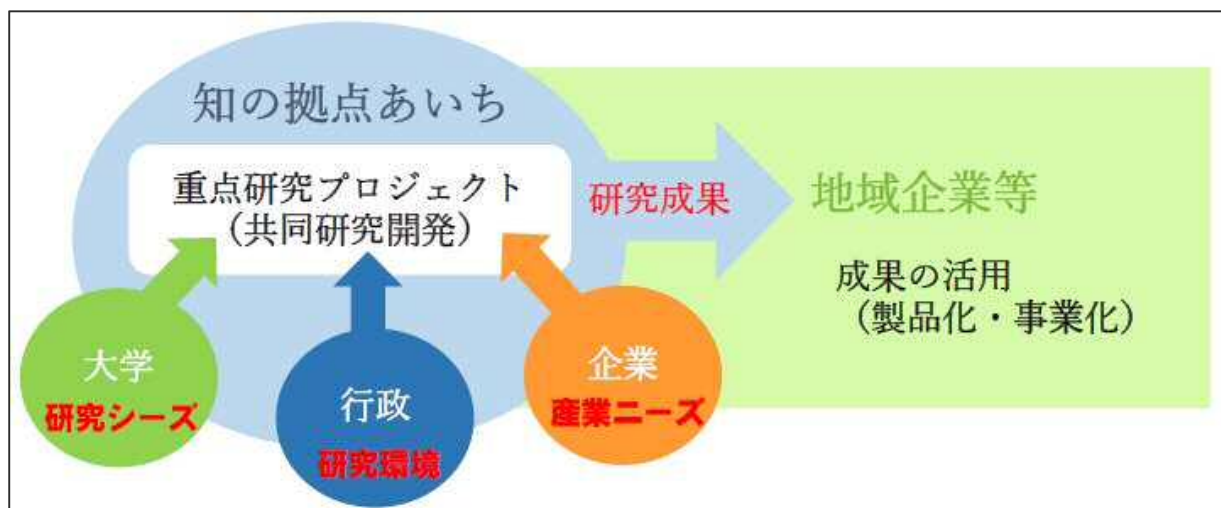 知の拠点あいち
重点研究プロジェクト
（共同研究開発）
研究成果
地域企業等
成果の活用
（製品化・事業化）
大学
研究シーズ
行政
研究環境
企業
産業ニーズ